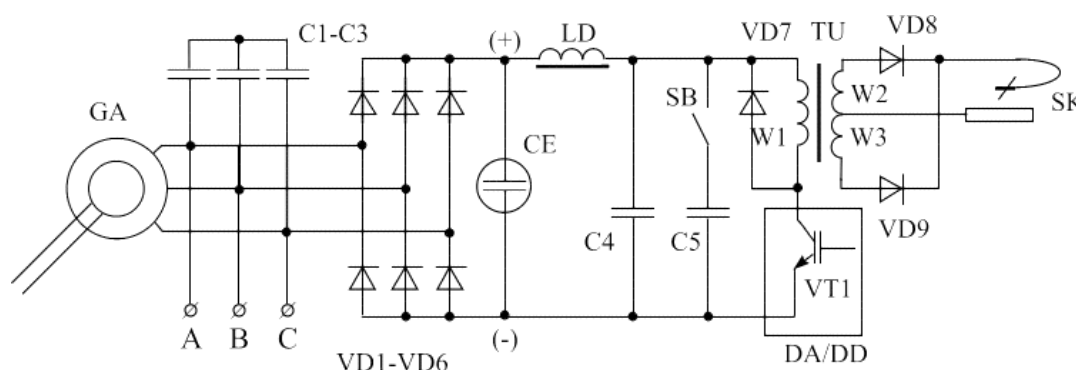 C1-C3
(+)
LD
VD7
TU
VD8
GA
SB
W2
SK
CE
W1
W3
C4
C5
VD9
VT1
A
B
C
(-)
VD1-VD6
DA/DD